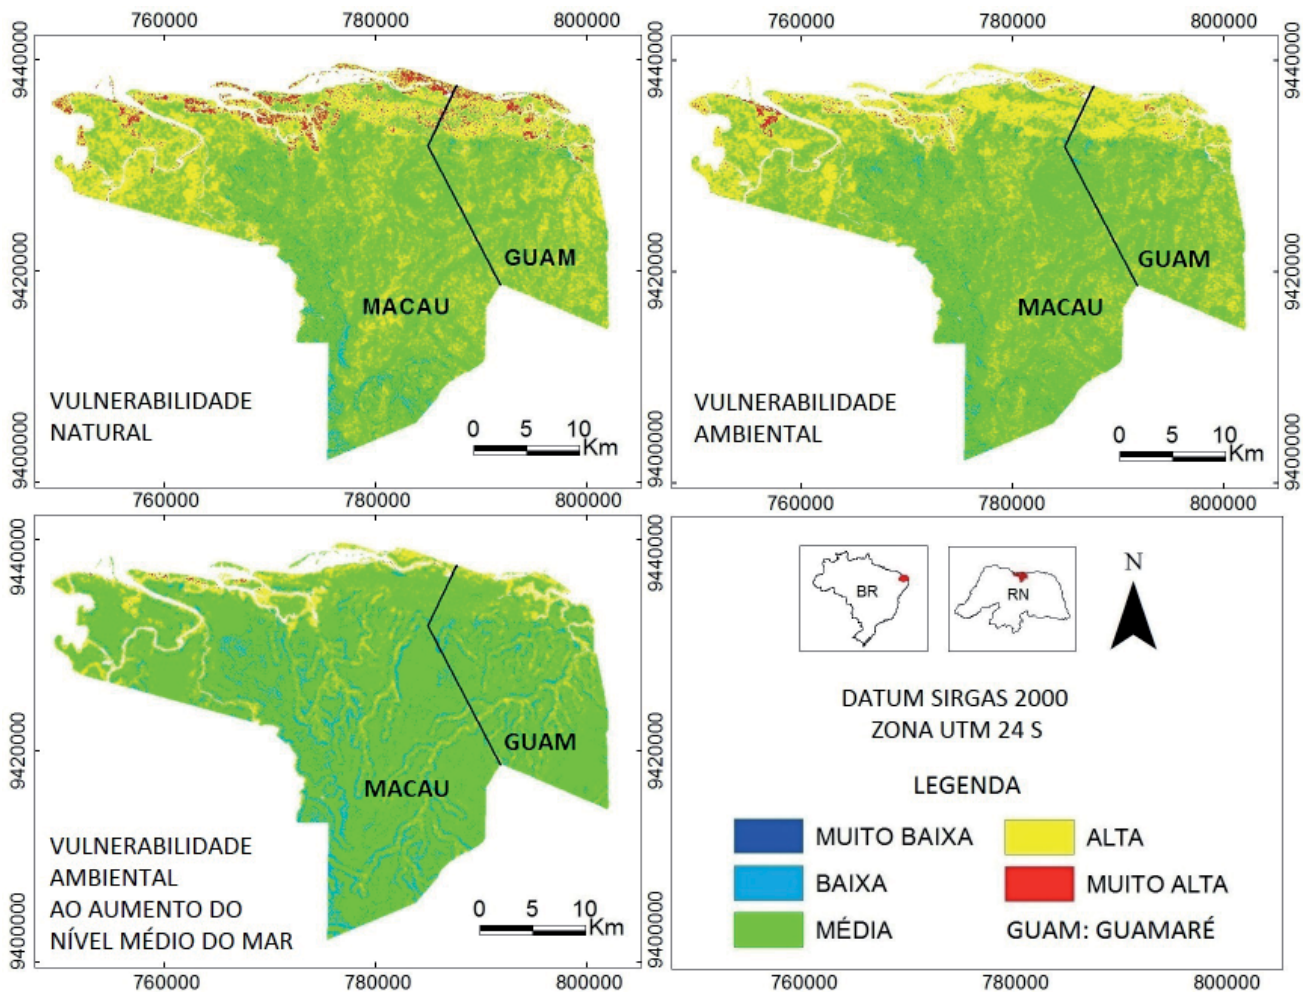 760000 780000 800000
760000 780000 800000
9440000
9420000
9400000
GUAM
MACAU
VULNERABILIDADE
NATURAL
0 5 10
Km
9440000
9420000
9400000
GUAM
MACAU
VULNERABILIDADE
AMBIENTAL
0 5 10
Km
760000 780000 800000
760000 780000 800000
9440000
9420000
9400000
GUAM
MACAU
VULNERABILIDADE
AMBIENTAL
AO AUMENTO DO
NÍVEL MÉDIO DO MAR
0 5 10
Km
760000 780000 800000
BR
RN
N
DATUM SIRGAS 2000
ZONA UTM 24 S
LEGENDA
MUITO BAIXA
BAIXA
MÉDIA
ALTA
MUITO ALTA
GUAM: GUAMARÉ
760000 780000 800000